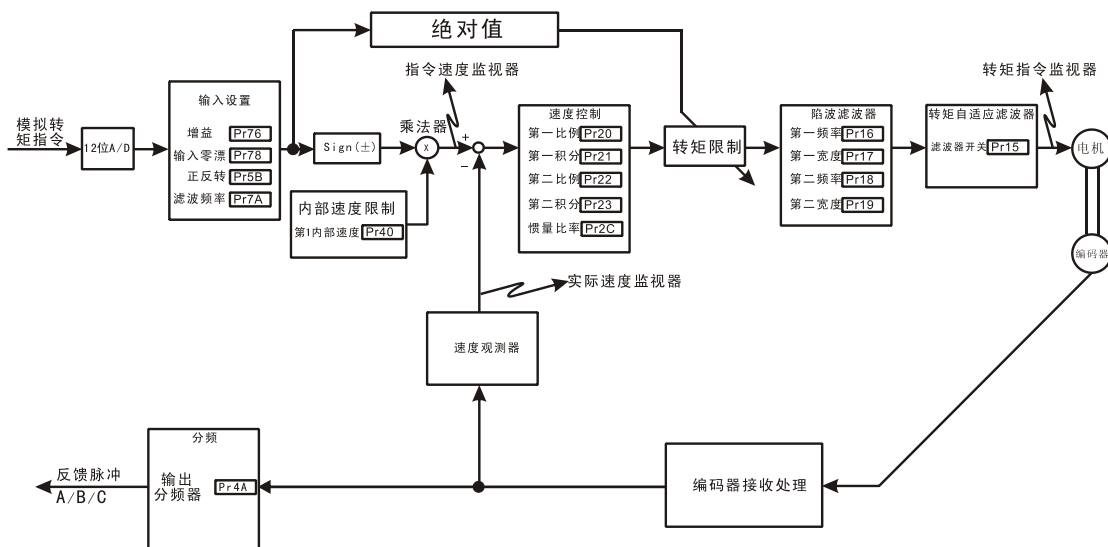 绝对值
指令速度监视器
转矩指令监视器
模拟转
矩指令
12位A/D
输入设置
增益 Pr76
输入零漂 Pr78
正反转 Pr5B
滤波频率 Pr7A
Sign(±)
乘法器
x
+
−
内部速度限制
第1内部速度 Pr40
速度控制
第一比例 Pr20
第一积分 Pr21
第二比例 Pr22
第二积分 Pr23
惯量比率 Pr2C
转矩限制
陷波滤波器
第一频率 Pr16
第一宽度 Pr17
第二频率 Pr18
第二宽度 Pr19
转矩自适应滤波器
滤波器开关 Pr15
电机
编码器
实际速度监视器
速度观测器
分频
输出
分频器
Pr4A
反馈脉冲
A/B/C
编码器接收处理